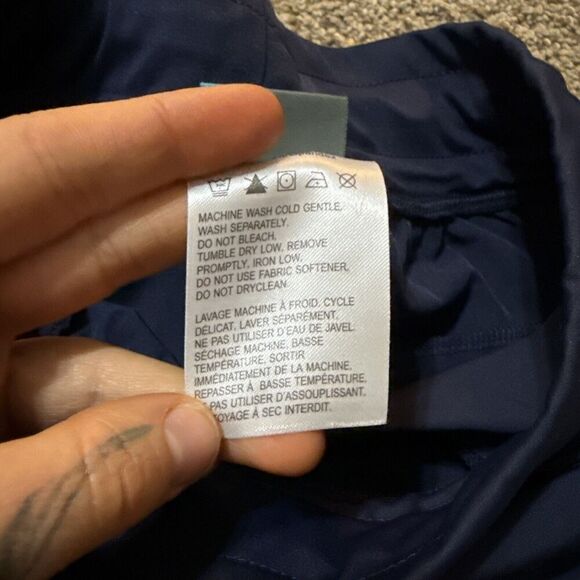 MACHINE WASH COLD GENTLE,
WASH SEPARATELY.
DO NOT BLEACH.
TUMBLE DRY LOW, REMOVE
PROMPTLY, IRON LOW.
DO NOT USE FABRIC SOFTENER.
DO NOT DRYCLEAN.
LAVAGE MACHINE À FROID, CYCLE
DÉLICAT, LAVER SÉPARÉMENT.
NE PAS UTILISER D'EAU DE JAVEL
SÉCHAGE MACHINE, BASSE
TEMPÉRATURE, SORTIR
IMMÉDIATEMENT DE LA MACHINE.
REPASSER À BASSE TEMPÉRATURE,
PAS UTILISER D'ASSOUPLISSANT.
À SEC INTERDIT.